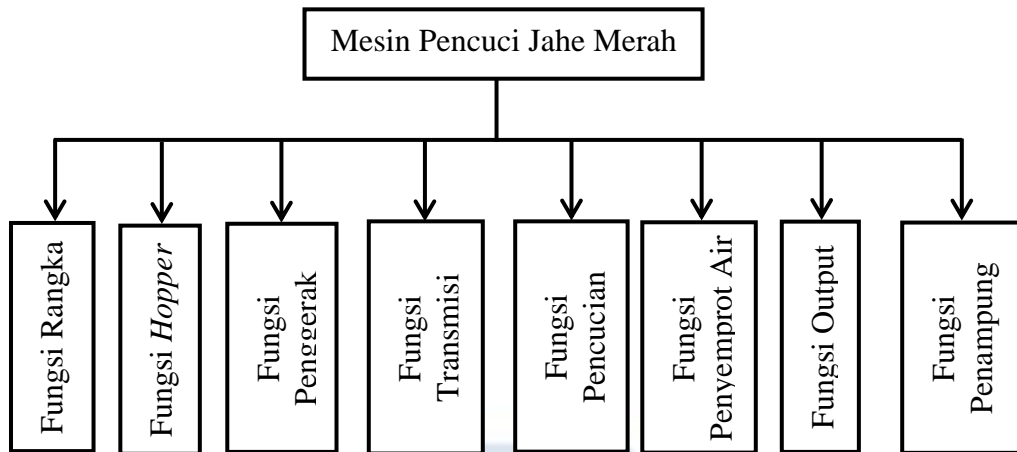 Mesin Pencuci Jahe Merah
Fungsi Rangka
Fungsi Hopper
Fungsi
Penggerak
Fungsi
Transmisi
Fungsi
Pencucian
Fungsi
Penyemprot Air
Fungsi Output
Fungsi
Penampung